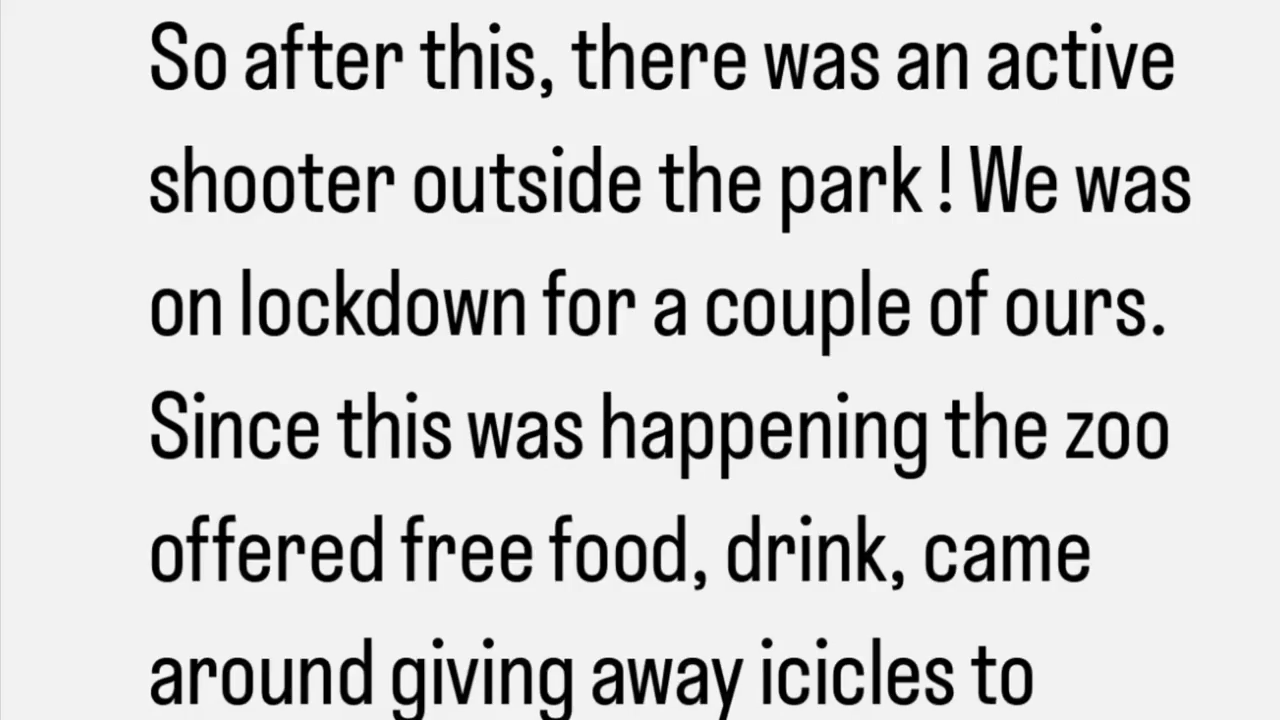 So after this, there was an active
shooter outside the park ! We was
on lockdown for a couple of ours.
Since this was happening the zoo
offered free food, drink, came
around giving away icicles to